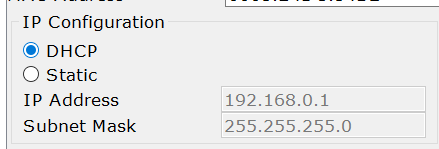 IP Configuration
DHCP
Static
IP Address 192.168.0.1
Subnet Mask 255.255.255.0